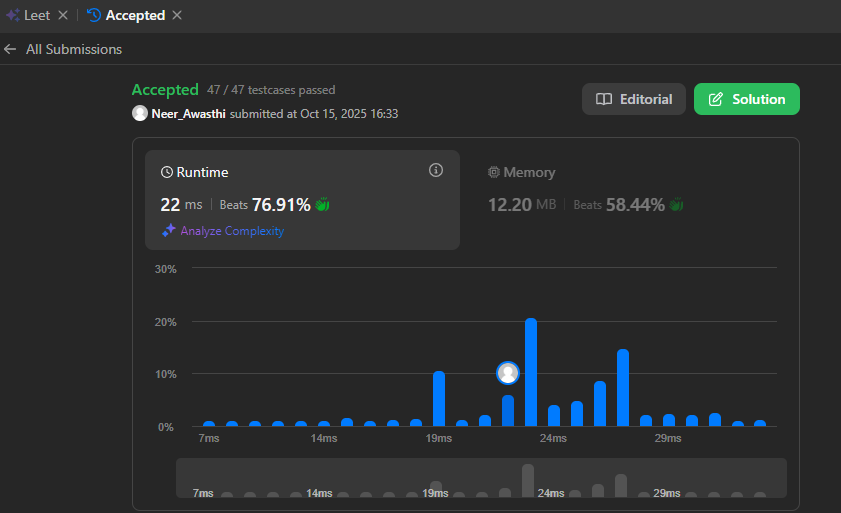 Leet Accepted
All Submissions
Accepted 47 / 47 testcases passed
Neer_Awasthi submitted at Oct 15, 2025 16:33
Editorial
Solution
Runtime
22 ms Beats 76.91%
Analyze Complexity
Memory
12.20 MB Beats 58.44%
30%
20%
10%
0%
7ms 14ms 19ms 24ms 29ms
7ms 14ms 19ms 24ms 29ms